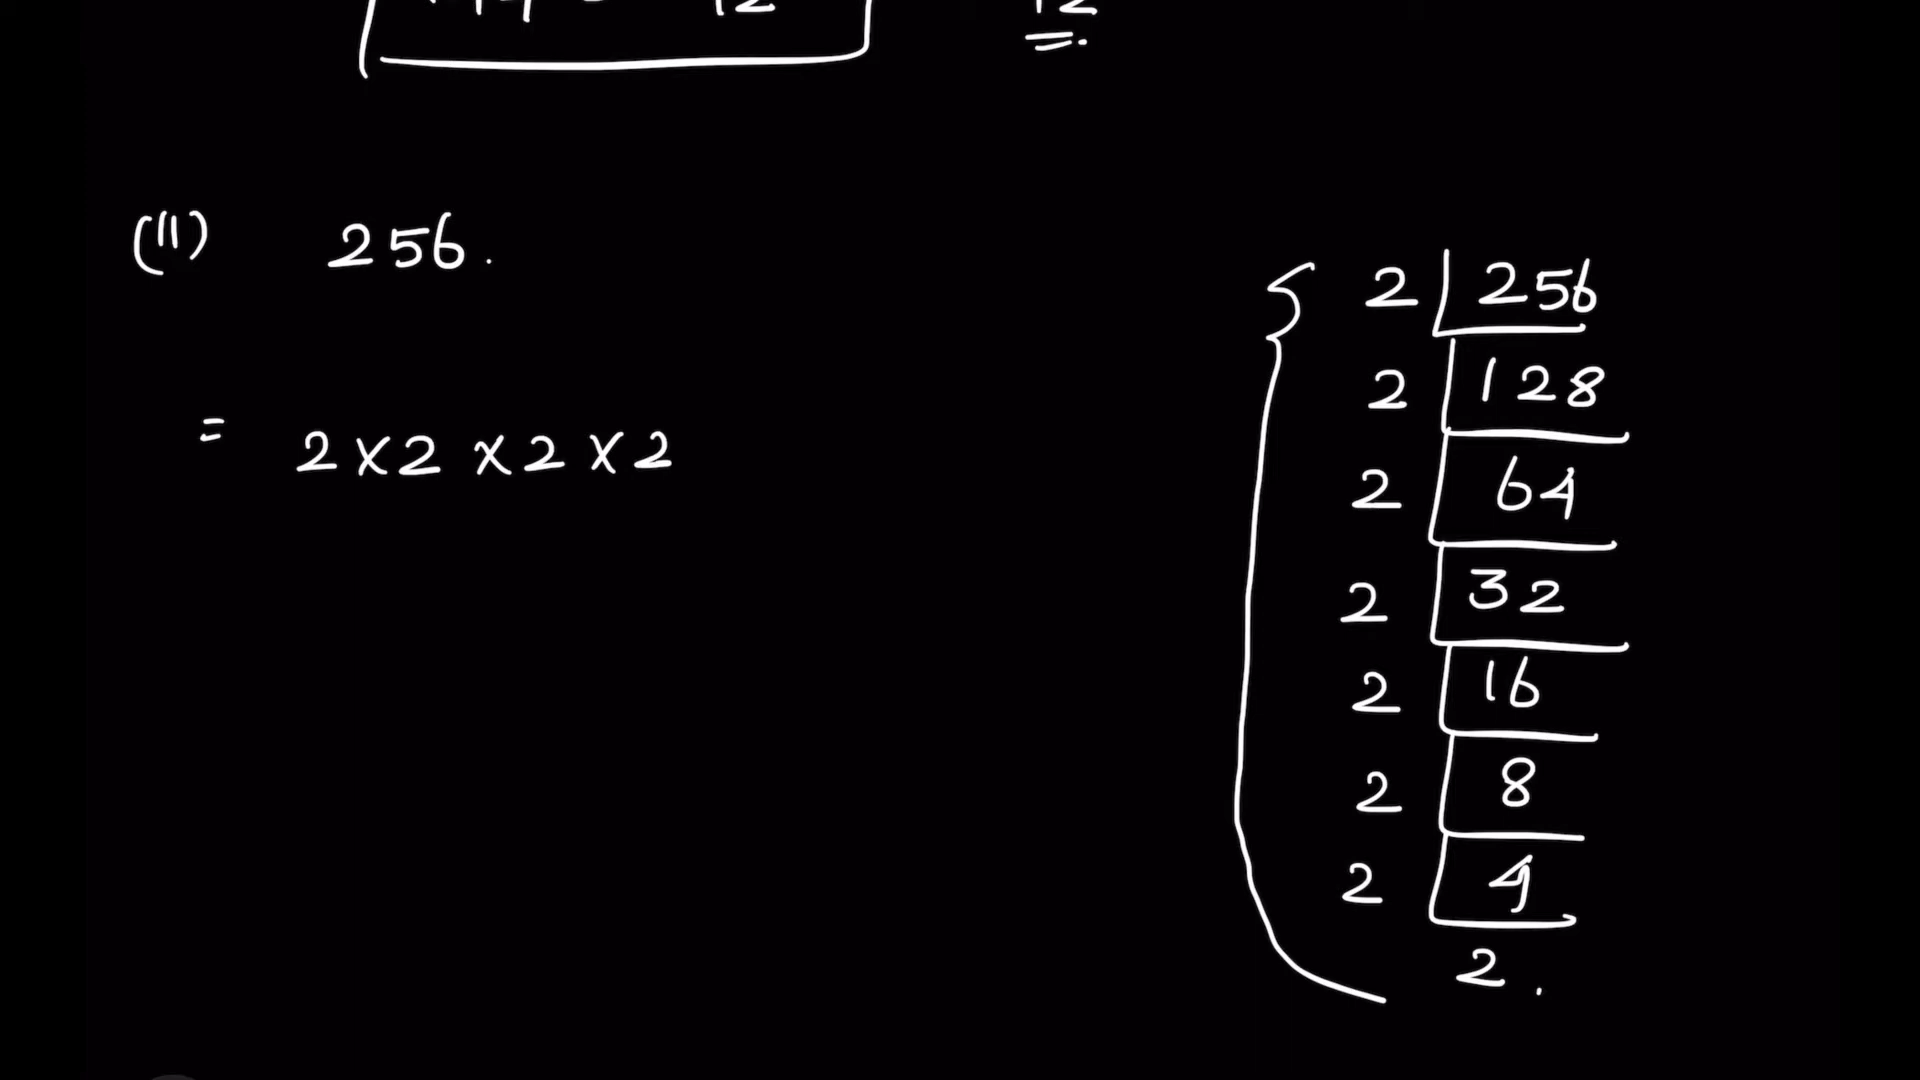 (11) 256.
= 2 x 2 x 2 x 2
2 | 256
2 | 128
2 | 64
2 | 32
2 | 16
2 | 8
2 | 4
2.